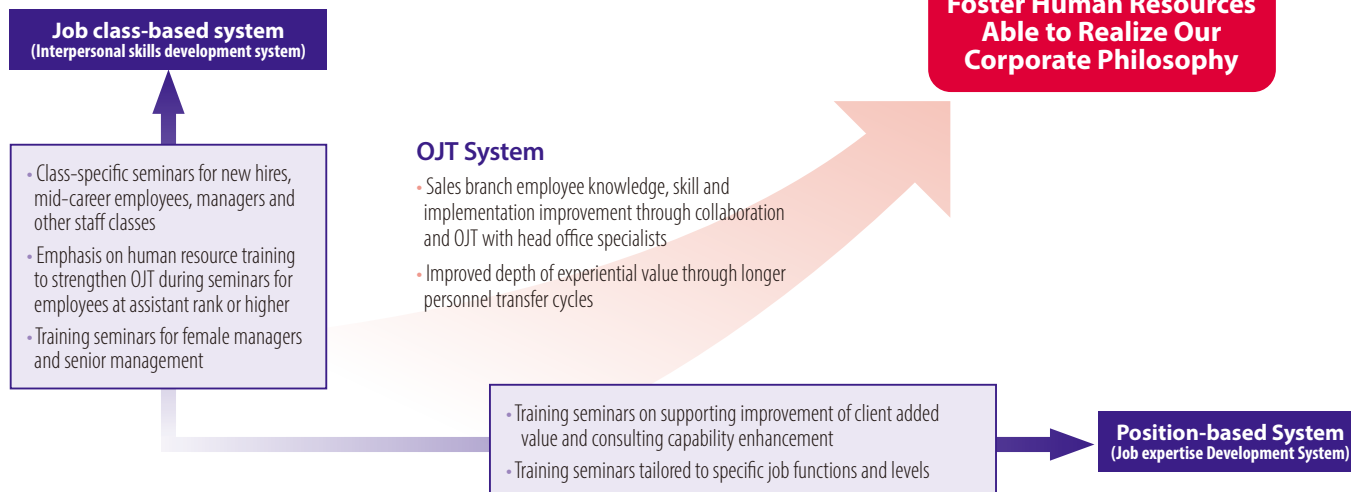 Foster Human Resources
Able to Realize Our
Corporate Philosophy
Job class-based system
(Interpersonal skills development system)
• Class-specific seminars for new hires,
mid-career employees, managers and
other staff classes
• Emphasis on human resource training
to strengthen OJT during seminars for
employees at assistant rank or higher
• Training seminars for female managers
and senior management
OJT System
• Sales branch employee knowledge, skill and
implementation improvement through collaboration
and OJT with head office specialists
• Improved depth of experiential value through longer
personnel transfer cycles
• Training seminars on supporting improvement of client added
value and consulting capability enhancement
• Training seminars tailored to specific job functions and levels
Position-based System
(Job expertise Development System)